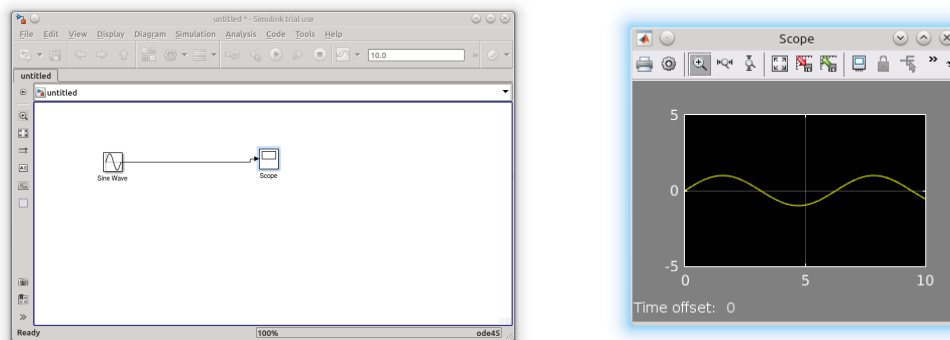 untitled * - Simulink trial use
File Edit View Display Diagram Simulation Analysis Code Tools Help
10.0 »
untitled
untitled
Sine Wave
Scope
»
Ready 100% ode45
Scope
»
5
0
-5
0 5 10
Time offset: 0